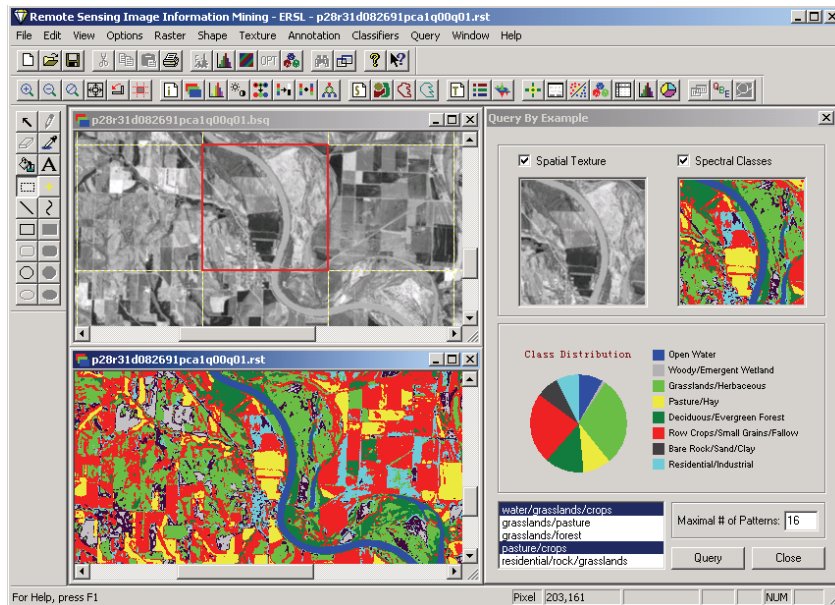 Remote Sensing Image Information Mining - ERSL - p28r31d082691pca1q00q01.rst
File Edit View Options Raster Shape Texture Annotation Classifiers Query Window Help
OPT
QBE
p28r31d082691pca1q00q01.bsq
A
p28r31d082691pca1q00q01.rst
Query By Example
Spatial Texture Spectral Classes
Class Distribution
Open Water
Woody/Emergent Wetland
Grasslands/Herbaceous
Pasture/Hay
Deciduous/Evergreen Forest
Row Crops/Small Grains/Fallow
Bare Rock/Sand/Clay
Residential/Industrial
water/grasslands/crops
grasslands/pasture
grasslands/forest
pasture/crops
residential/rock/grasslands
Maximal # of Patterns: 16
Query Close
For Help, press F1 Pixel 203,161 NUM